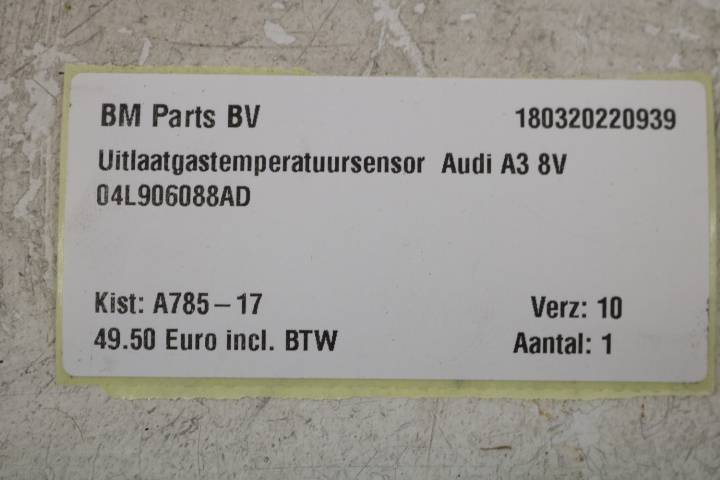 BM Parts BV 180320220939
Uitlaatgastemperatuursensor Audi A3 8V
04L906088AD
Kist: A785-17 Verz: 10
49.50 Euro incl. BTW Aantal: 1